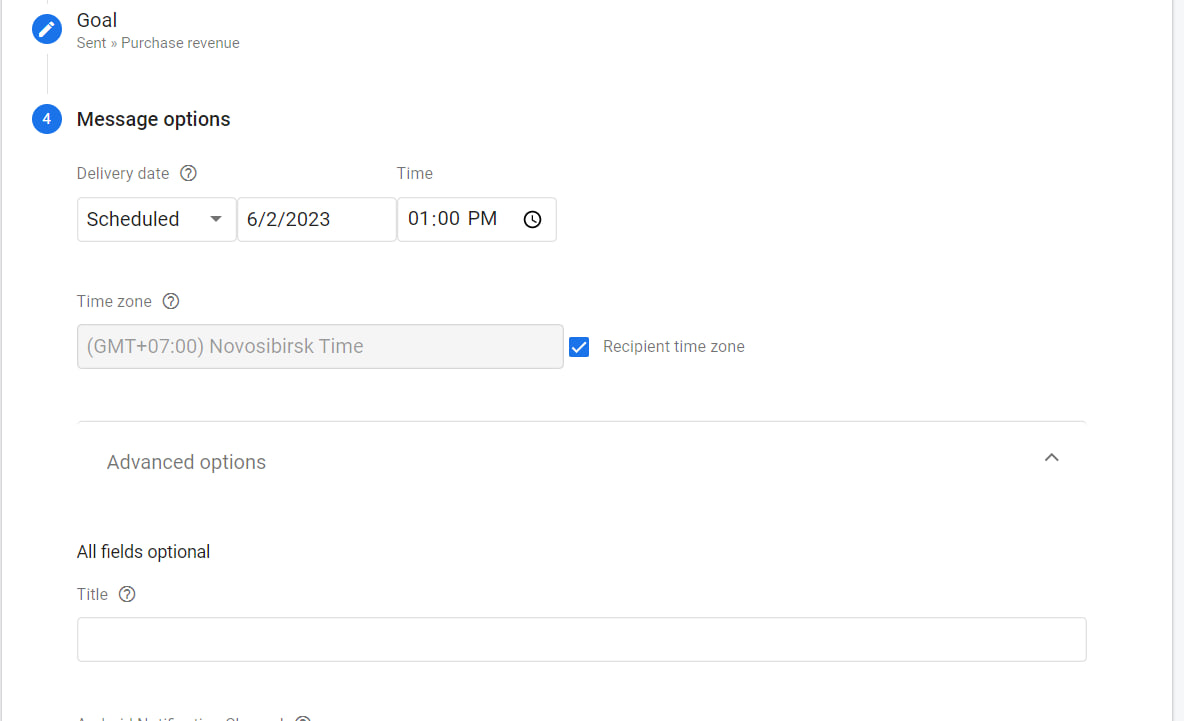 Goal
Sent » Purchase revenue
4 Message options
Delivery date ? Time
Scheduled 6/2/2023 01:00 PM
Time zone ?
(GMT+07:00) Novosibirsk Time Recipient time zone
Advanced options
All fields optional
Title ?